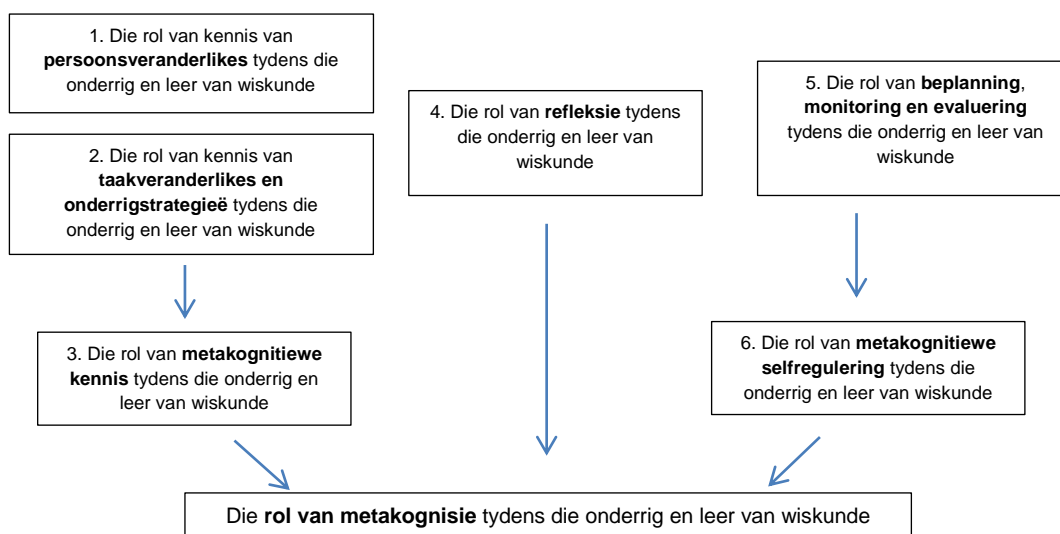 1. Die rol van kennis van
persoonsveranderlikes tydens die
onderrig en leer van wiskunde
2. Die rol van kennis van
taakveranderlikes en
onderrigstrategieë tydens die
onderrig en leer van wiskunde
3. Die rol van metakognitiewe
kennis tydens die onderrig en
leer van wiskunde
4. Die rol van refleksie tydens
die onderrig en leer van
wiskunde
5. Die rol van beplanning,
monitoring en evaluering
tydens die onderrig en leer van
wiskunde
6. Die rol van metakognitiewe
selfregulering tydens die
onderrig en leer van wiskunde
Die rol van metakognisie tydens die onderrig en leer van wiskunde